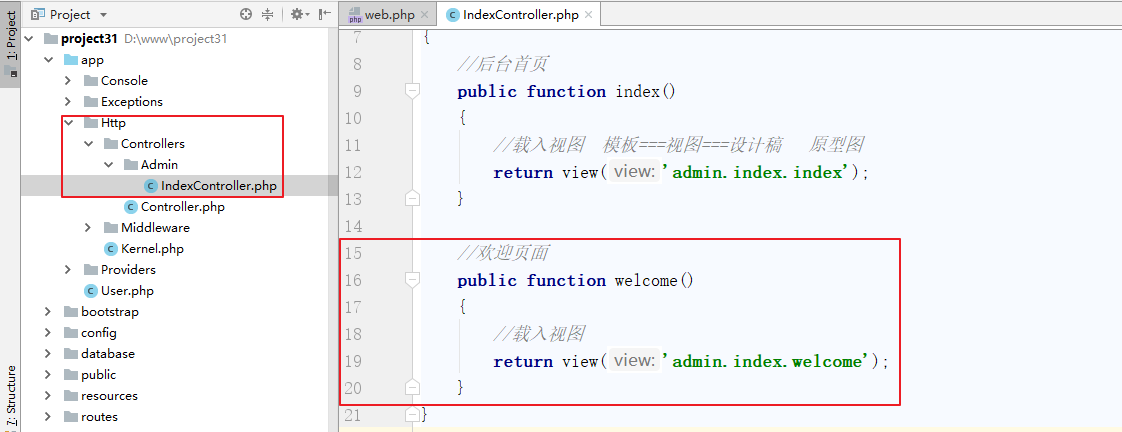 Project
web.php
IndexController.php
1: Project
7: Structure
project31 D:\www\project31
app
Console
Exceptions
Http
Controllers
Admin
IndexController.php
Controller.php
Middleware
Kernel.php
Providers
User.php
bootstrap
config
database
public
resources
routes
7 {
8 //后台首页
9 public function index()
10 {
11 //载入视图 模板===视图===设计稿 原型图
12 return view( view: 'admin.index.index');
13 }
14
15 //欢迎页面
16 public function welcome()
17 {
18 //载入视图
19 return view( view: 'admin.index.welcome');
20 }
21 }